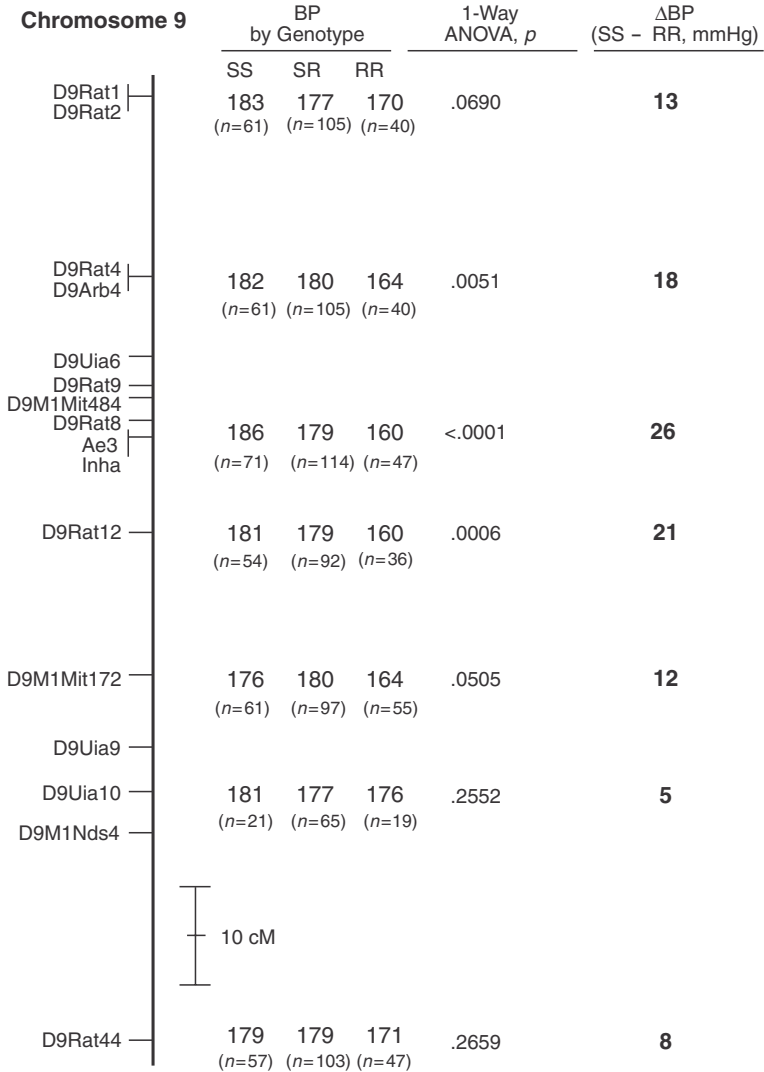 Chromosome 9
BP
by Genotype
1-Way
ANOVA, p
ΔBP
(SS – RR, mmHg)
SS SR RR
D9Rat1
D9Rat2
183 177 170 .0690 13
(n=61) (n=105) (n=40)
D9Rat4
D9Arb4
182 180 164 .0051 18
(n=61) (n=105) (n=40)
D9Uia6
D9Rat9
D9M1Mit484
D9Rat8
Ae3
Inha
186 179 160 <.0001 26
(n=71) (n=114) (n=47)
D9Rat12 181 179 160 .0006 21
(n=54) (n=92) (n=36)
D9M1Mit172 176 180 164 .0505 12
(n=61) (n=97) (n=55)
D9Uia9
D9Uia10 181 177 176 .2552 5
(n=21) (n=65) (n=19)
D9M1Nds4
10 cM
D9Rat44 179 179 171 .2659 8
(n=57) (n=103) (n=47)